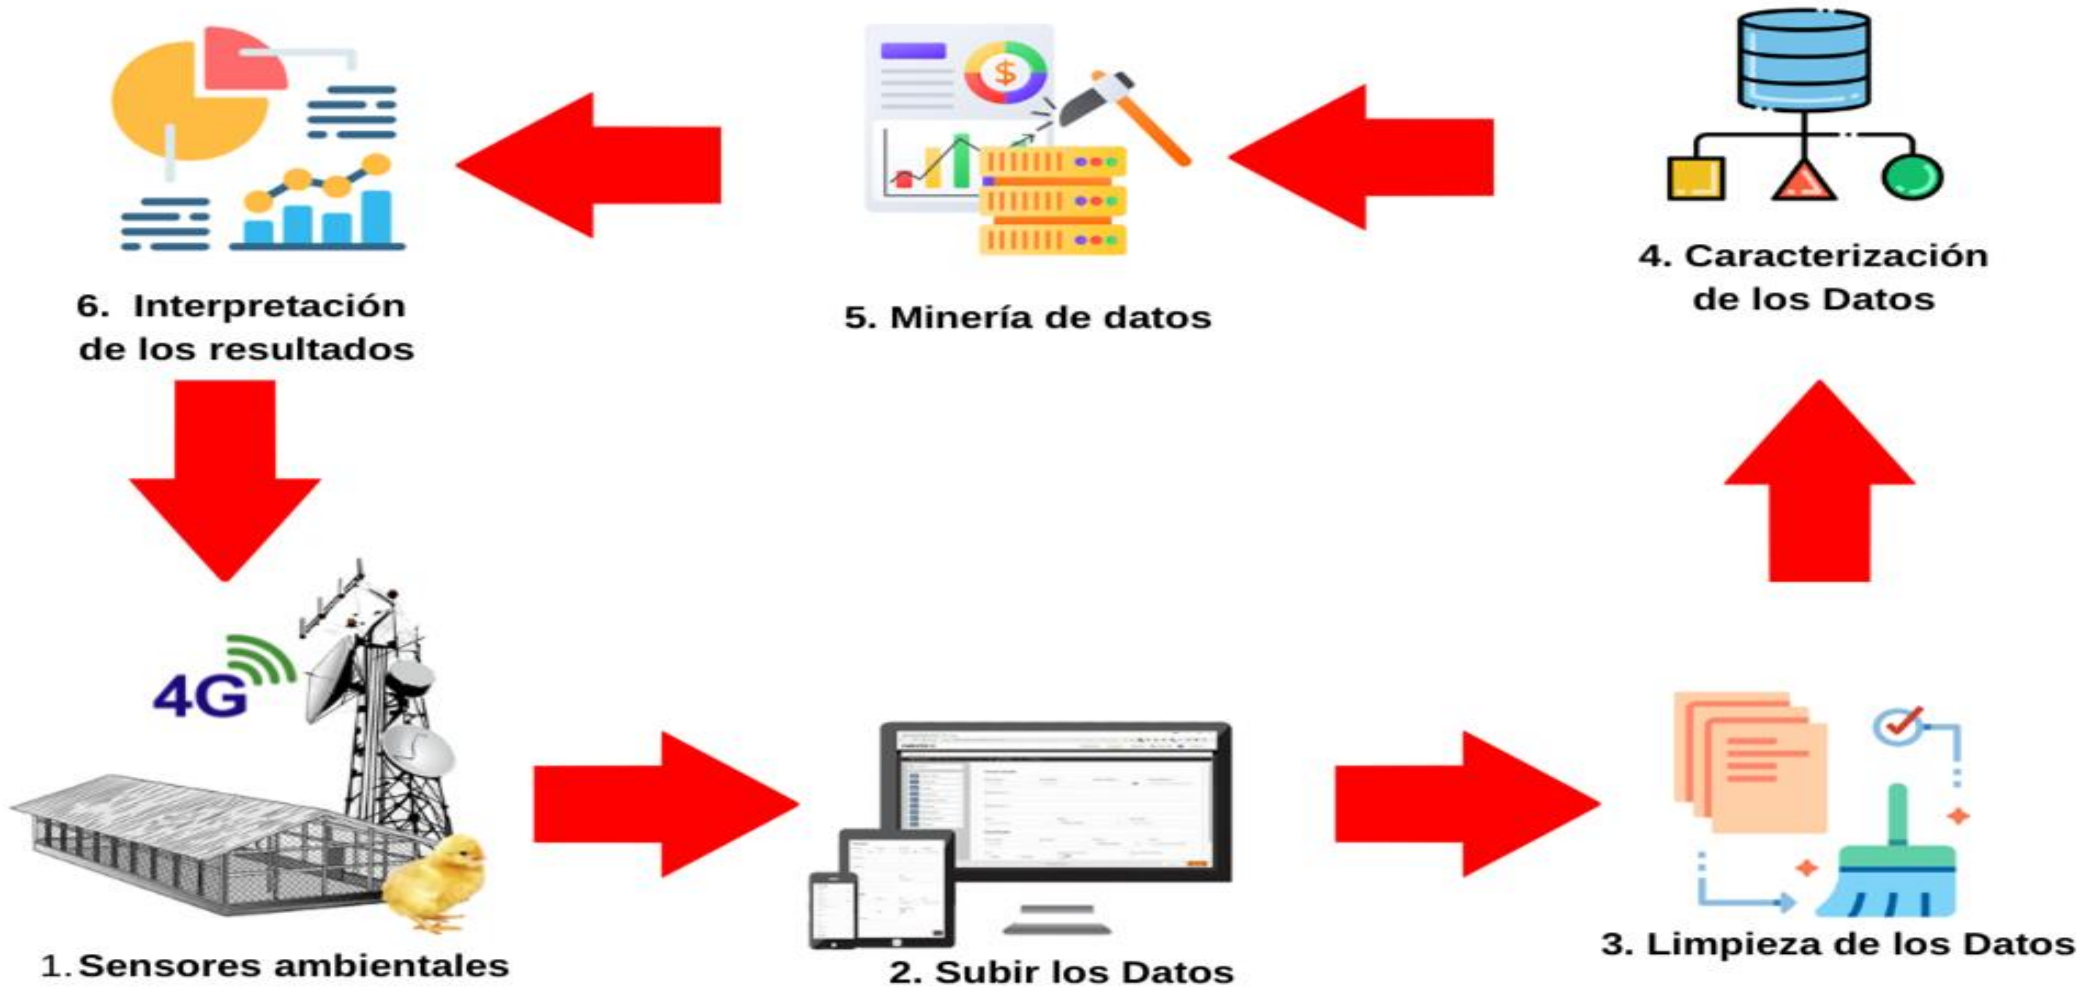 6. Interpretación
de los resultados
5. Minería de datos
4. Caracterización
de los Datos
4G
1. Sensores ambientales
2. Subir los Datos
3. Limpieza de los Datos